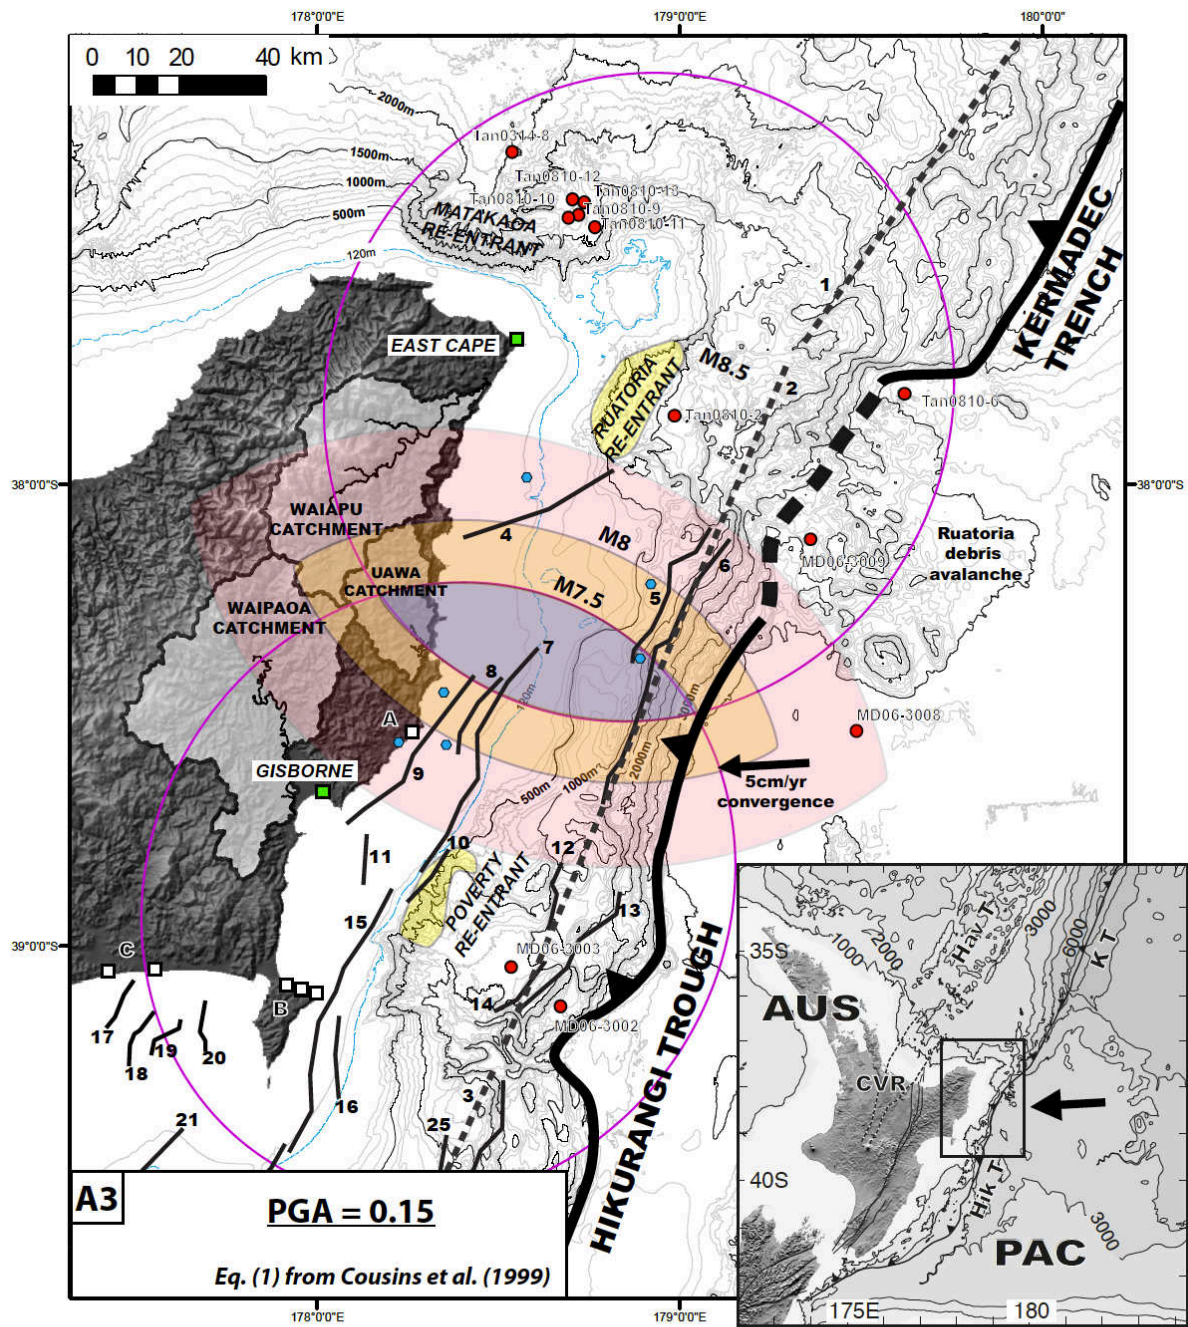 178°0'0"E
179°0'0"E
180°0'0"
0 10 20 40 km
2000m
1500m
1000m
500m
120m
Tan0314-8
Tan0810-12
Tan0810-13
Tan0810-10
Tan0810-9
Tan0810-11
MATAKAOA
RE-ENTRANT
KERMADEC
TRENCH
1
EAST CAPE
M8.5
2
RUATORIA
RE-ENTRANT
Tan0810-2
Tan0810-6
38°0'0"S
38°0'0"S
WAIAPU
CATCHMENT
4
M8
Ruatoria
debris
avalanche
MD06-3009
6
UAWA
CATCHMENT
M7.5
5
WAIPAOA
CATCHMENT
7
8
120m
3000m
MD06-3008
A
2000m
GISBORNE
9
500m
1000m
5cm/yr
convergence
10
11
12
POVERTY
RE-ENTRANT
13
15
39°0'0"S
C
MD06-3003
B
14
MD06-3002
HIKURANGI TROUGH
17
18
19
20
16
3
21
25
A3
PGA = 0.15
Eq. (1) from Cousins et al. (1999)
35S
1000
2000
Hav T
3000
6000
K T
AUS
CVR
40S
Hik T
3000
PAC
175E
180
178°0'0"E
179°0'0"E